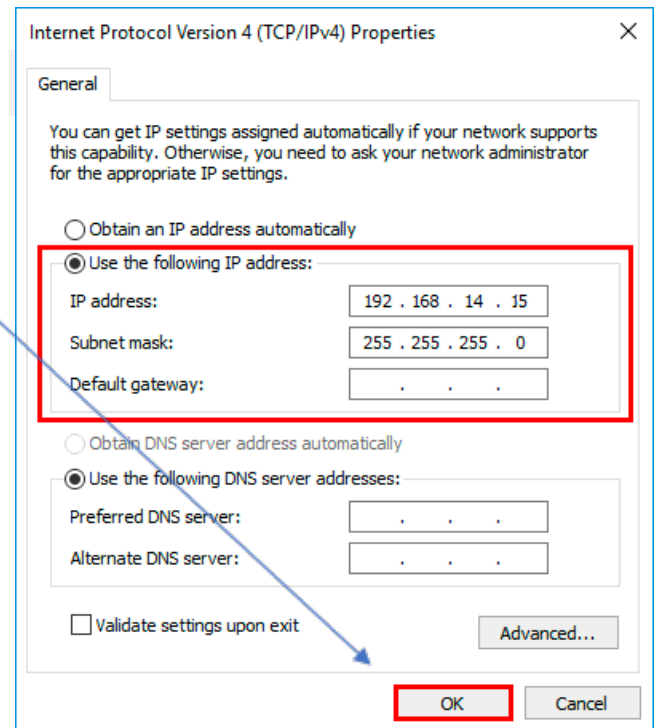 Internet Protocol Version 4 (TCP/IPv4) Properties
General
You can get IP settings assigned automatically if your network supports
this capability. Otherwise, you need to ask your network administrator
for the appropriate IP settings.
Obtain an IP address automatically
Use the following IP address:
IP address: 192 . 168 . 14 . 15
Subnet mask: 255 . 255 . 255 . 0
Default gateway: . . .
Obtain DNS server address automatically
Use the following DNS server addresses:
Preferred DNS server: . . .
Alternate DNS server: . . .
Validate settings upon exit
Advanced...
OK Cancel